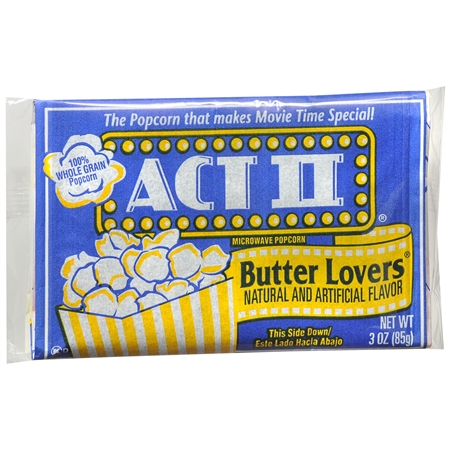 The Popcorn that makes Movie Time Special!
100%
WHOLE GRAIN
Popcorn
ACT II
®
MICROWAVE POPCORN
Butter Lovers®
NATURAL AND ARTIFICIAL FLAVOR
This Side Down/
Este Lado Hacia Abajo
NET WT
3 OZ (85g)
K D